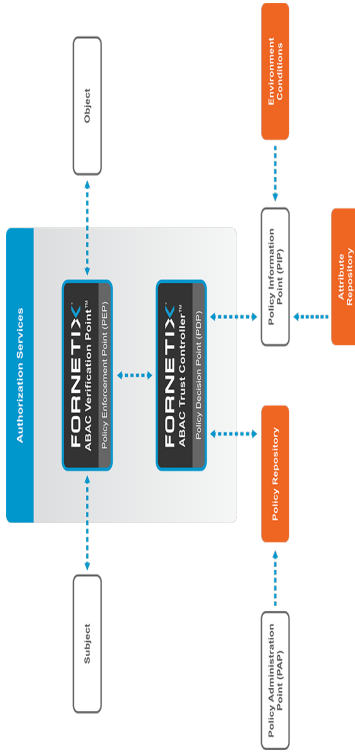 Authorization Services
Subject
FORNETIX
ABAC Verification Point™
Policy Enforcement Point (PEP)
Object
FORNETIX
ABAC Trust Controller™
Policy Decision Point (PDP)
Policy Administration
Point (PAP)
Policy Repository
Policy Information
Point (PIP)
Environment
Conditions
Attribute
Repository